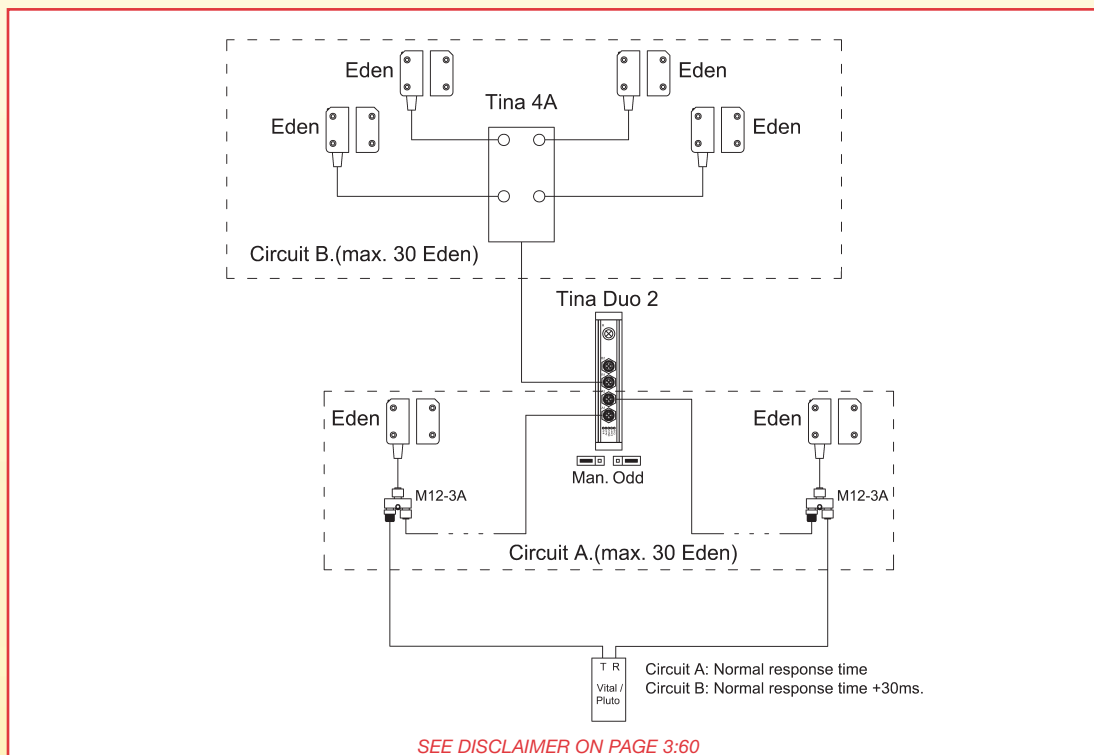 Eden
Eden
Tina 4A
Eden
Eden
Circuit B.(max. 30 Eden)
Tina Duo 2
Eden
Eden
Man. Odd
M12-3A
M12-3A
Circuit A.(max. 30 Eden)
T R
Vital /
Pluto
Circuit A: Normal response time
Circuit B: Normal response time +30ms.
SEE DISCLAIMER ON PAGE 3:60